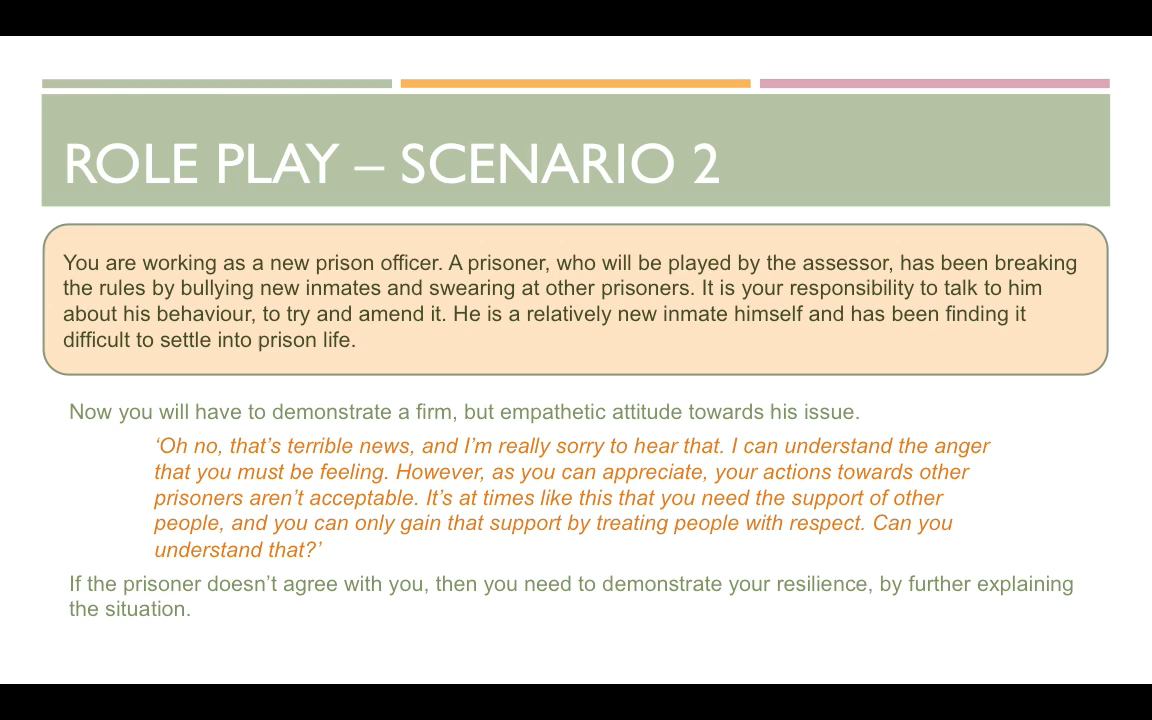 ROLE PLAY – SCENARIO 2
You are working as a new prison officer. A prisoner, who will be played by the assessor, has been breaking
the rules by bullying new inmates and swearing at other prisoners. It is your responsibility to talk to him
about his behaviour, to try and amend it. He is a relatively new inmate himself and has been finding it
difficult to settle into prison life.
Now you will have to demonstrate a firm, but empathetic attitude towards his issue.
‘Oh no, that’s terrible news, and I’m really sorry to hear that. I can understand the anger
that you must be feeling. However, as you can appreciate, your actions towards other
prisoners aren’t acceptable. It’s at times like this that you need the support of other
people, and you can only gain that support by treating people with respect. Can you
understand that?’
If the prisoner doesn’t agree with you, then you need to demonstrate your resilience, by further explaining
the situation.